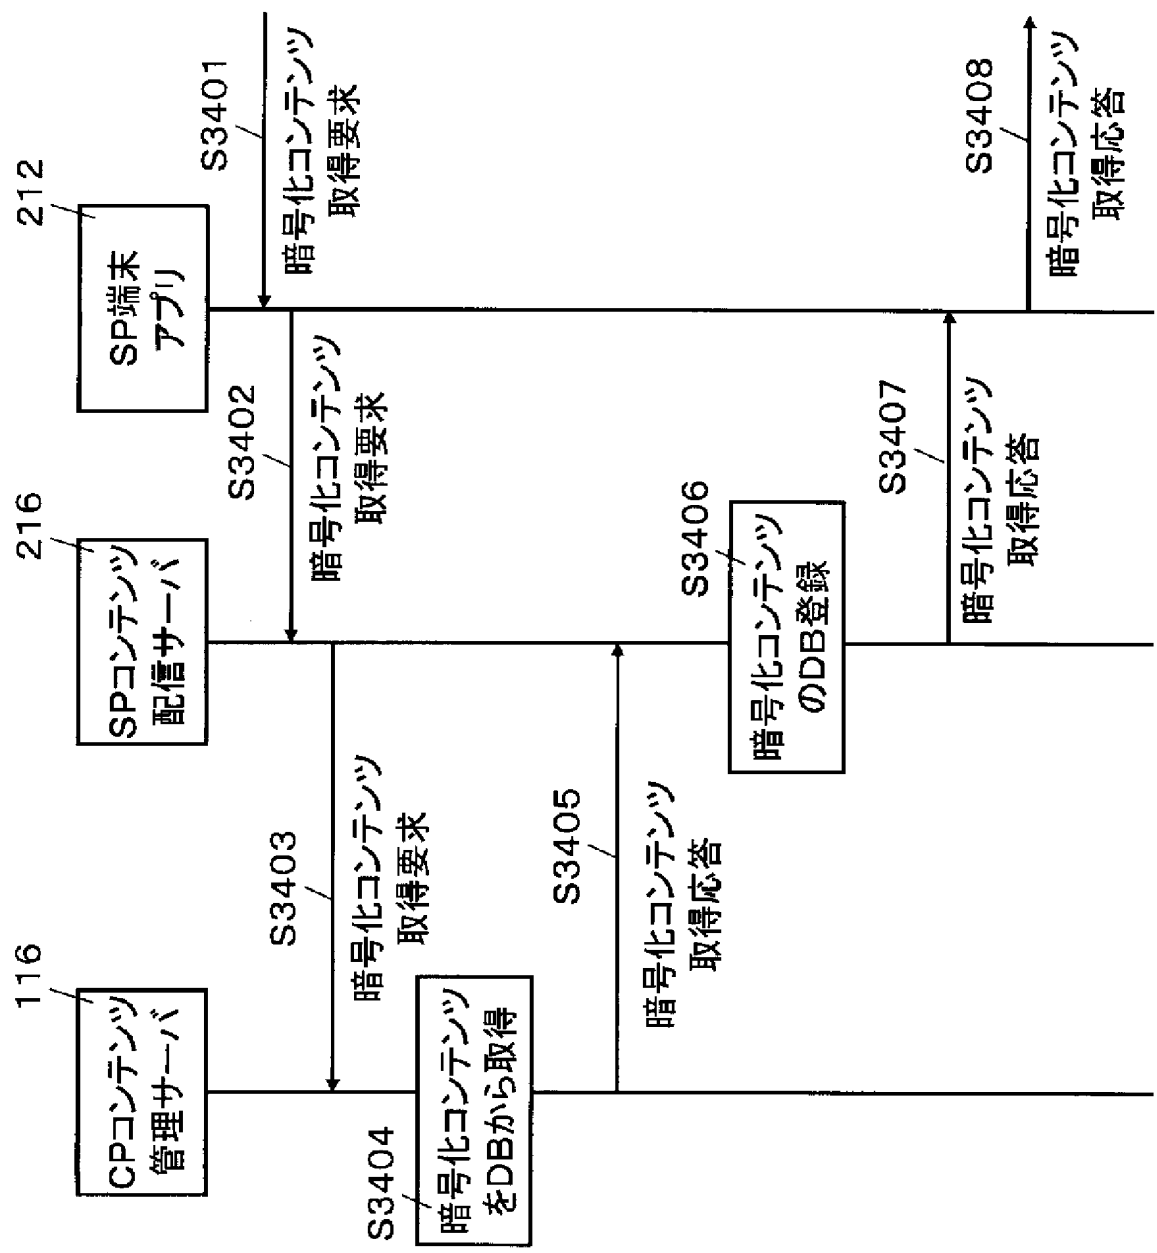 116
CPコンテンツ
管理サーバ
216
SPコンテンツ
配信サーバ
212
SP端末
アプリ
S3401
暗号化コンテンツ
取得要求
S3402
暗号化コンテンツ
取得要求
S3403
暗号化コンテンツ
取得要求
S3404
暗号化コンテンツ
をDBから取得
S3405
暗号化コンテンツ
取得応答
S3406
暗号化コンテンツ
のDB登録
S3407
暗号化コンテンツ
取得応答
S3408
暗号化コンテンツ
取得応答